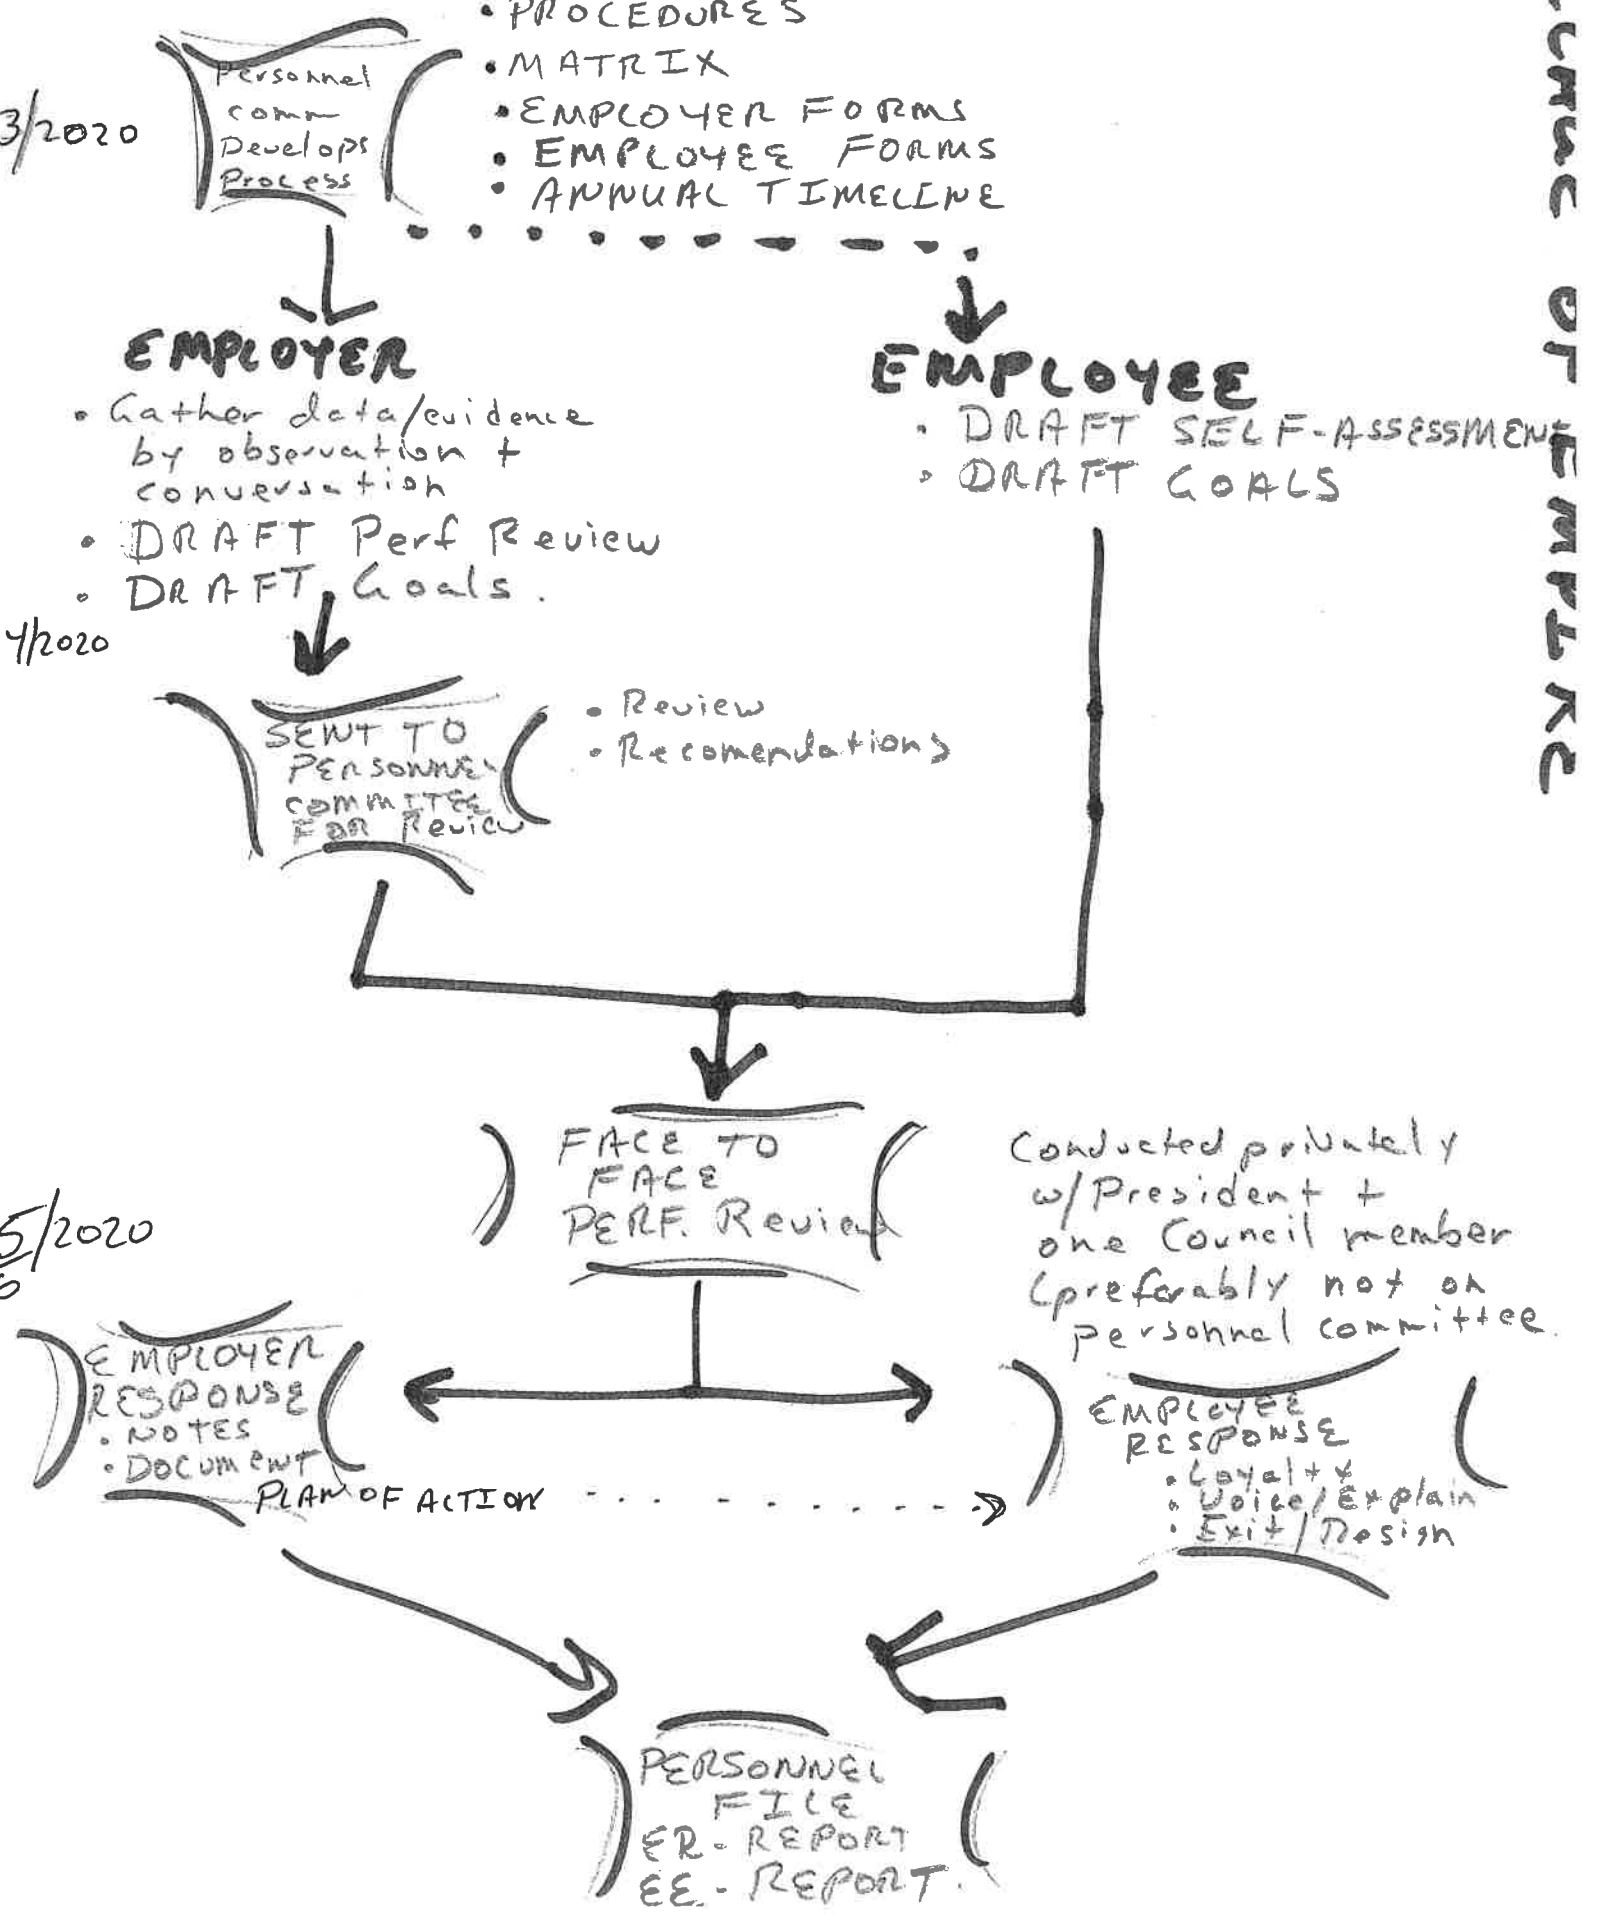 • PROCEDURES
• MATRIX
• EMPLOYER FORMS
• EMPLOYEE FORMS
• ANNUAL TIMELINE
3/2020
Personnel
comm
Develops
Process
EMPLOYER
• Gather data/evidence
by observation +
conversation
• DRAFT Perf Review
• DRAFT Goals.
EMPLOYEE
• DRAFT SELF-ASSESSMENT
• DRAFT GOALS
4/2020
SENT TO
PERSONNEL
COMMITTEE
FOR Review
• Review
• Recomendations
FACE TO
FACE
PERF. Review
Conducted privately
w/President +
one Council member
(preferably not on
personnel committee.
5/2020
EMPLOYER
RESPONSE
• NOTES
• DOCUMENT
PLAN OF ACTION
EMPLOYEE
RESPONSE
• Loyalty
• Voice/Explain
• Exit/Resign
PERSONNEL
FILE
ER - REPORT
EE - REPORT.
OF